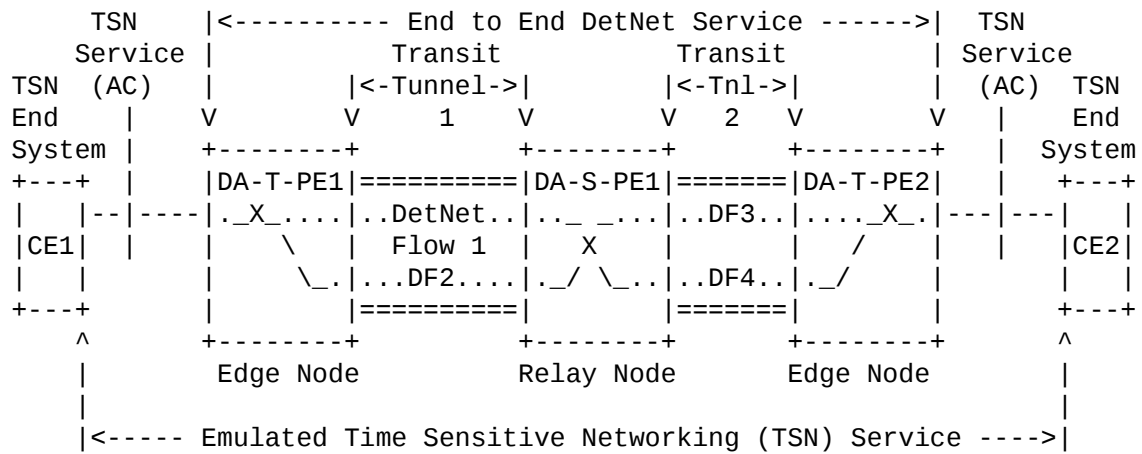 TSN    |<---------- End to End DetNet Service ------>|  TSN
    Service |            Transit          Transit         | Service
TSN  (AC)   |        |<-Tunnel->|        |<-Tnl->|        |  (AC)  TSN
End    |    V        V     1    V        V   2   V        V   |    End
System |    +--------+          +--------+       +--------+   |  System
+---+  |    |DA-T-PE1|==========|DA-S-PE1|=======|DA-T-PE2|   |   +---+
|   |--|----|._X_....|..DetNet..|.._ _...|..DF3..|...._X_.|---|---|   |
|CE1|  |    |    \   |  Flow 1  |   X    |       |   /    |   |   |CE2|
|   |       |     \_.|...DF2....|._/ \_..|..DF4..|._/     |       |   |
+---+       |        |==========|        |=======|        |       +---+
    ^       +--------+          +--------+       +--------+       ^
    |        Edge Node          Relay Node       Edge Node        |
    |                                                             |
    |<----- Emulated Time Sensitive Networking (TSN) Service ---->|